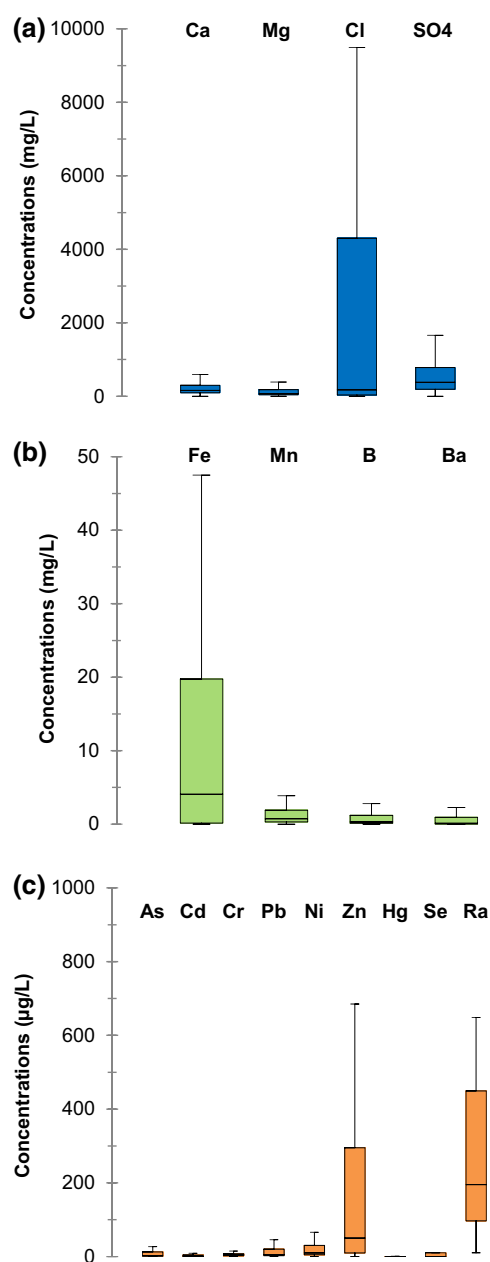 (a)
Ca Mg Cl SO4
Concentrations (mg/L)
10000
8000
6000
4000
2000
0
(b)
Fe Mn B Ba
Concentrations (mg/L)
50
40
30
20
10
0
(c)
As Cd Cr Pb Ni Zn Hg Se Ra
Concentrations (µg/L)
1000
800
600
400
200
0